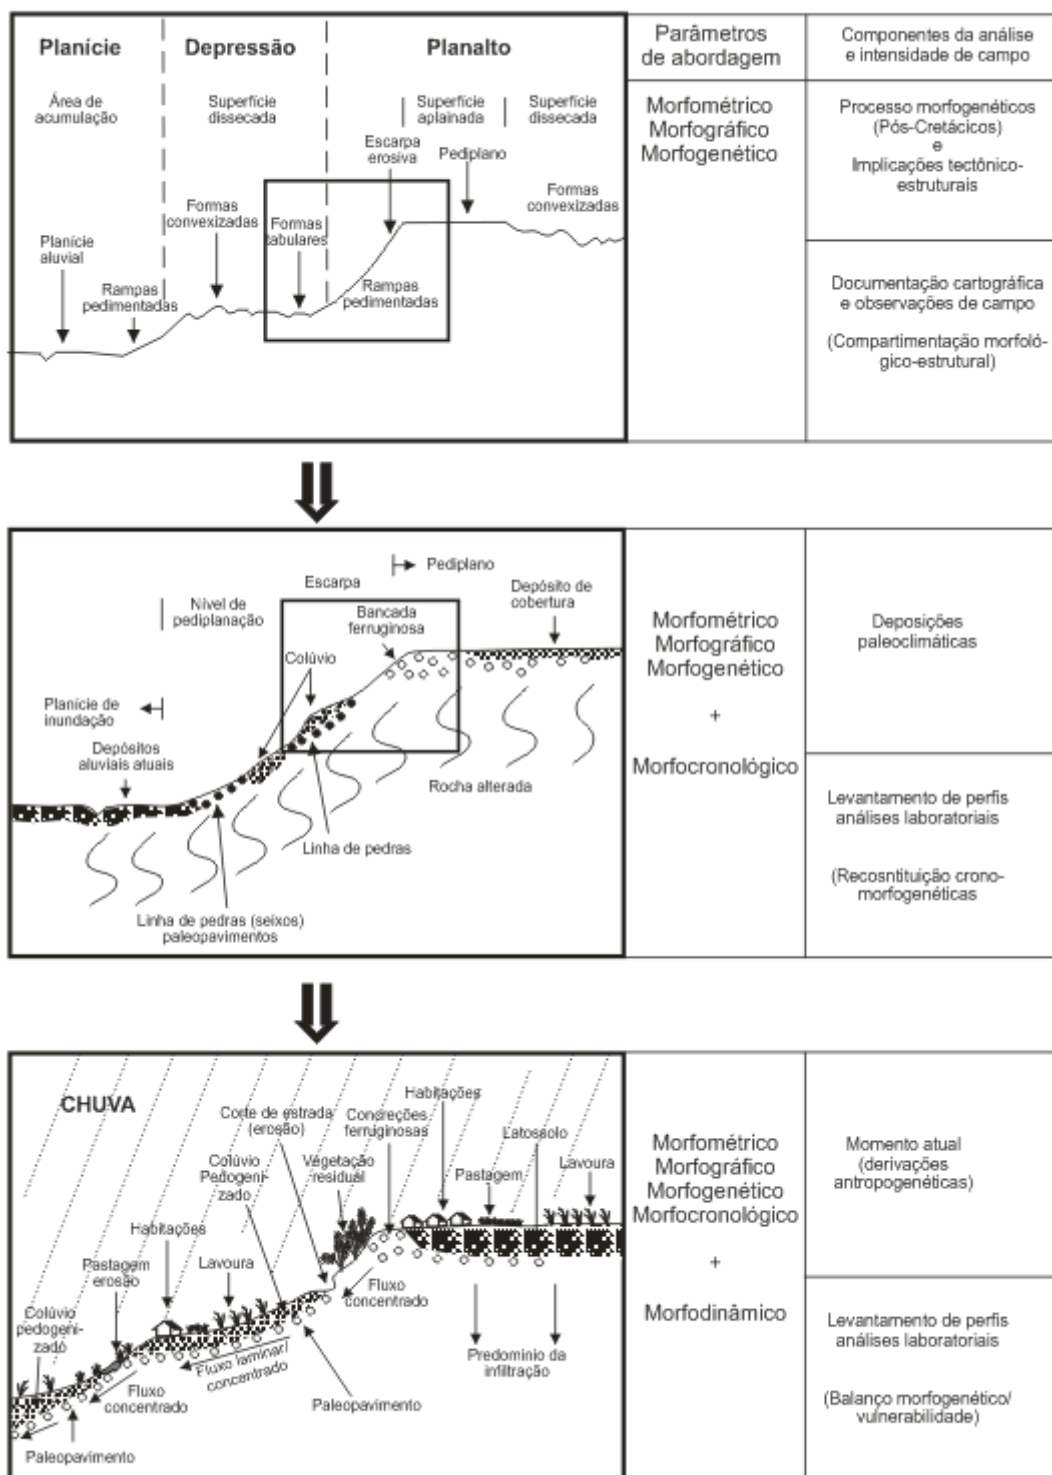 Planície
Depressão
Planalto
Parâmetros
de abordagem
Componentes da análise
e intensidade de campo
Área de
acumulação
Superfície
dissecada
Superfície
aplainada
Superfície
dissecada
Escarpa
erosiva
Pediplano
Formas
convexizadas
Formas
tabulares
Formas
convexizadas
Planície
aluvial
Rampas
pedimentadas
Rampas
pedimentadas
Morfométrico
Morfográfico
Morfogenético
Processo morfogenéticos
(Pós-Cretácicos)
e
Implicações tectônico-
estruturais
Documentação cartográfica
e observações de campo
(Compartimentação morfoló-
gico-estrutural)
Pediplano
Escarpa
Depósito de
cobertura
Nível de
pediplanação
Bancada
ferruginosa
Colúvio
Planície de
inundação
Depósitos
aluviais atuais
Rocha alterada
Linha de pedras
Linha de pedras (seixos)
paleopavimentos
Morfométrico
Morfográfico
Morfogenético
+
Morfocronológico
Deposições
paleoclimáticas
Levantamento de perfis
análises laboratoriais
(Recosntituição crono-
morfogenéticas
CHUVA
Habitações
Corte de estrada
(erosão)
Concreções
ferruginosas
Latossolo
Colúvio
Pedogeni-
zado
Vegetação
residual
Pastagem
Lavoura
Habitações
Pastagem
erosão
Lavoura
Colúvio
pedogeni-
zado
Fluxo
concentrado
Fluxo laminar/
concentrado
Predominio da
infiltração
Fluxo
concentrado
Paleopavimento
Paleopavimento
Morfométrico
Morfográfico
Morfogenético
Morfocronológico
+
Morfodinâmico
Momento atual
(derivações
antropogenéticas)
Levantamento de perfis
análises laboratoriais
(Balanço morfogenético/
vulnerabilidade)